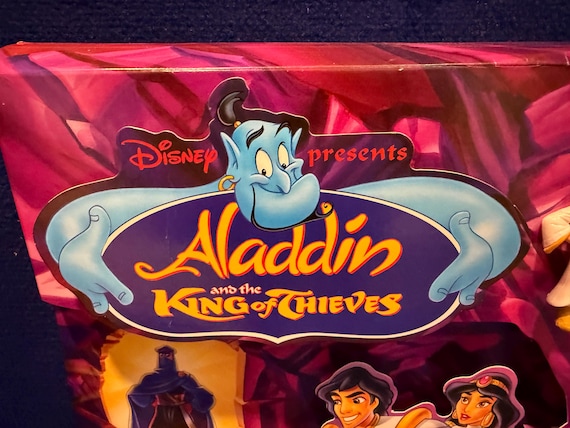 Disney presents
Aladdin
and the
King of Thieves